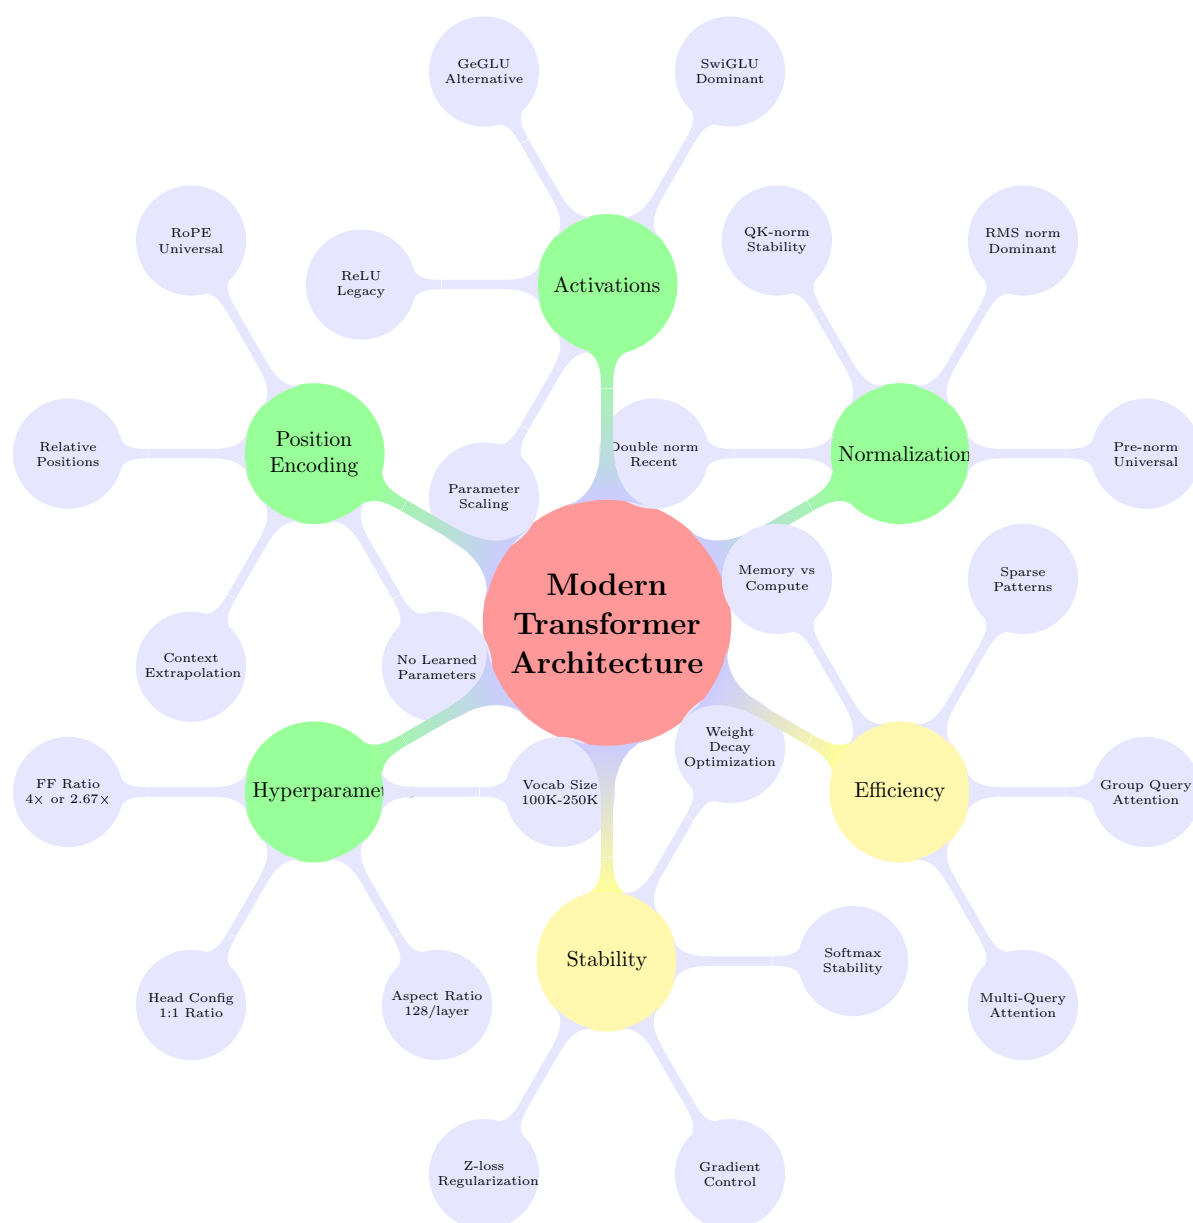 GeGLU
Alternative
SwiGLU
Dominant
RoPE
Universal
QK-norm
Stability
RMS norm
Dominant
ReLU
Legacy
Activations
Position
Encoding
Relative
Positions
Double norm
Recent
Normalization
Pre-norm
Universal
Parameter
Scaling
Modern
Transformer
Architecture
Memory vs
Compute
Sparse
Patterns
Context
Extrapolation
No Learned
Parameters
Weight
Decay
Optimization
FF Ratio
4× or 2.67×
Hyperparamet
Vocab Size
100K-250K
Efficiency
Group Query
Attention
Stability
Softmax
Stability
Head Config
1:1 Ratio
Aspect Ratio
128/layer
Multi-Query
Attention
Z-loss
Regularization
Gradient
Control